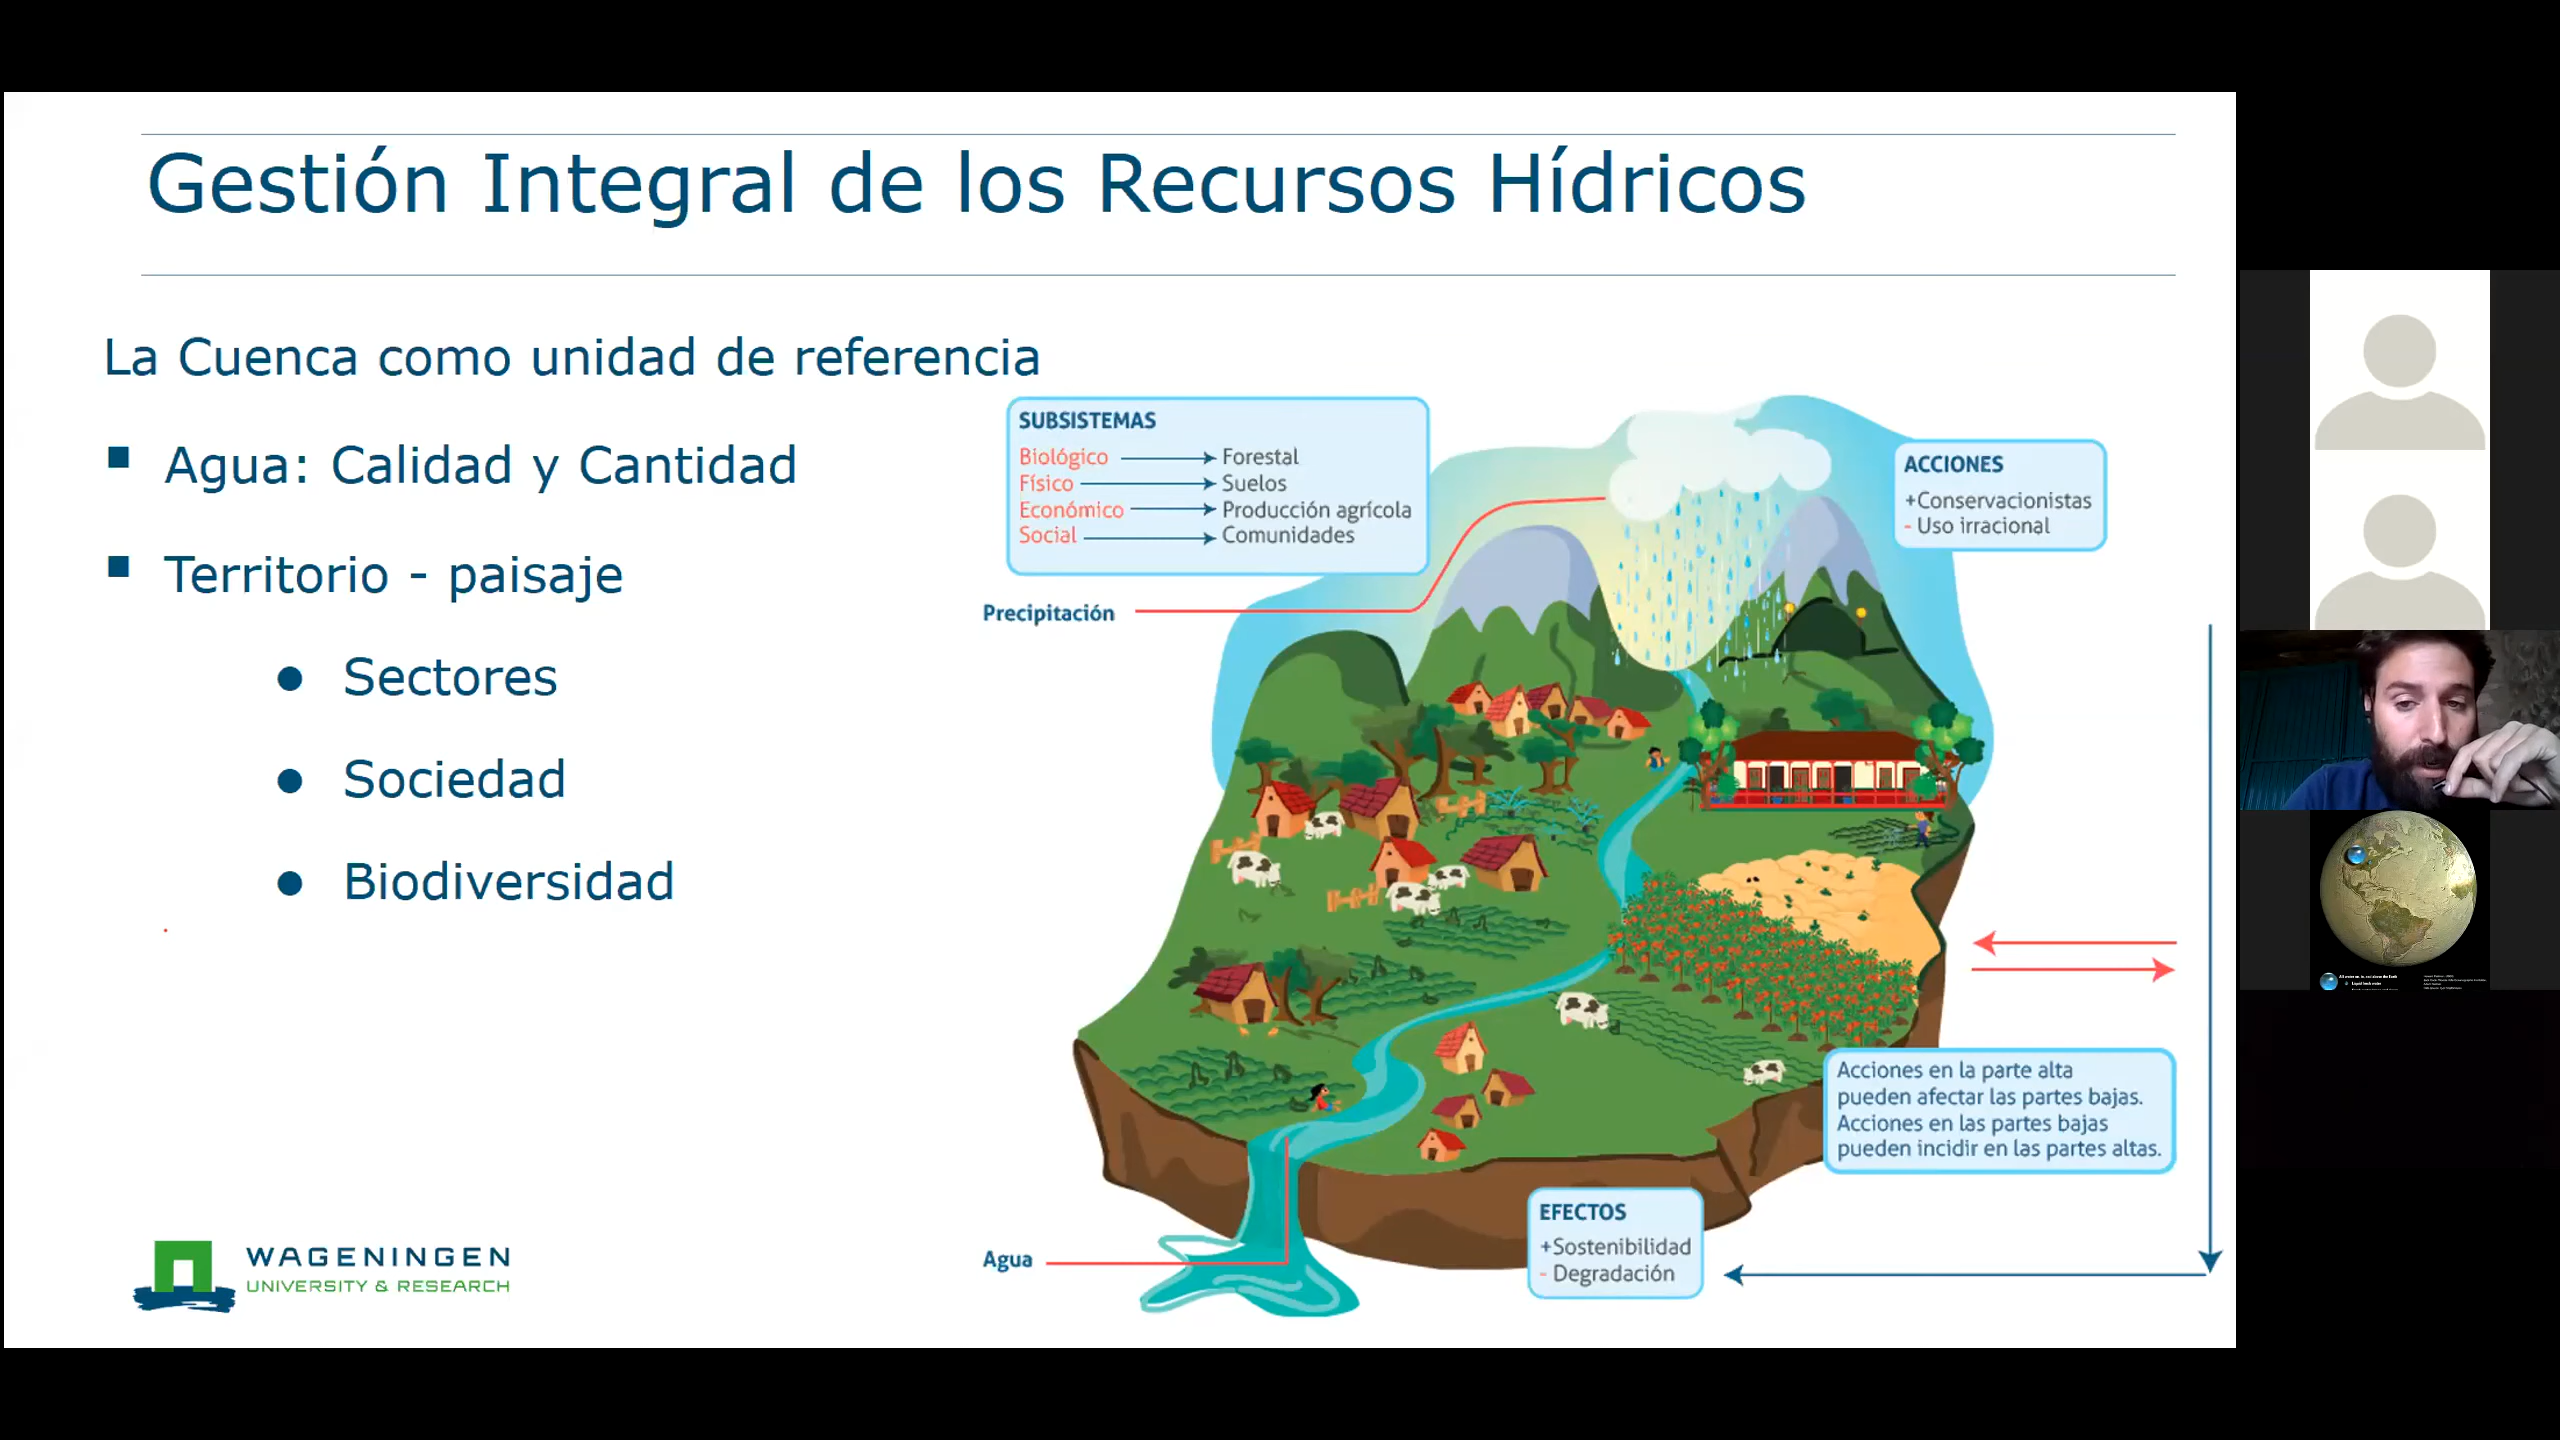 Gestión Integral de los Recursos Hídricos
La Cuenca como unidad de referencia
▪ Agua: Calidad y Cantidad
▪ Territorio - paisaje
● Sectores
● Sociedad
● Biodiversidad
SUBSISTEMAS
Biológico → Forestal
Físico → Suelos
Económico → Producción agrícola
Social → Comunidades
Precipitación
ACCIONES
+Conservacionistas
- Uso irracional
Acciones en la parte alta
pueden afectar las partes bajas.
Acciones en las partes bajas
pueden incidir en las partes altas.
EFECTOS
+Sostenibilidad
- Degradación
Agua
WAGENINGEN
UNIVERSITY & RESEARCH